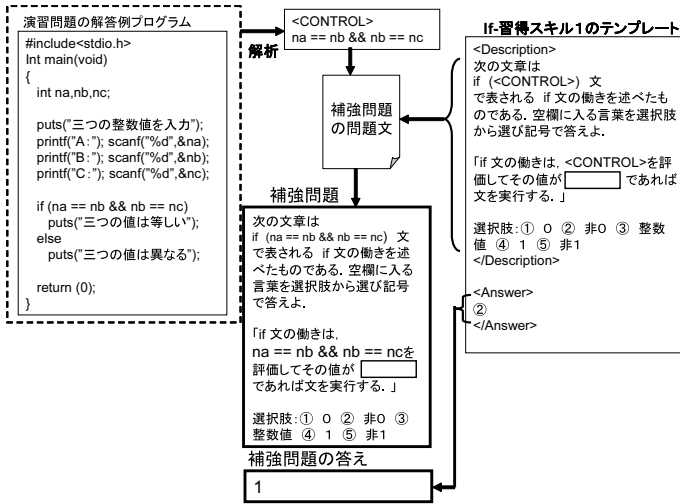 演習問題の解答例プログラム
#include<stdio.h>
Int main(void)
{
int na,nb,nc;
puts("三つの整数値を入力");
printf("A:"); scanf("%d",&na);
printf("B:"); scanf("%d",&nb);
printf("C:"); scanf("%d",&nc);
if (na == nb && nb == nc)
puts("三つの値は等しい");
else
puts("三つの値は異なる");
return (0);
}
解析
<CONTROL>
na == nb && nb == nc
補強問題
の問題文
If-習得スキル1のテンプレート
<Description>
次の文章は
if (<CONTROL>) 文
で表される if 文の働きを述べたも
のである. 空欄に入る言葉を選択肢
から選び記号で答えよ.
「if 文の働きは, <CONTROL>を評
価してその値が であれば
文を実行する. 」
選択肢:① 0 ② 非0 ③ 整数
値 ④ 1 ⑤ 非1
</Description>
<Answer>
②
</Answer>
補強問題
次の文章は
if (na == nb && nb == nc) 文
で表される if 文の働きを述
べたものである. 空欄に入る
言葉を選択肢から選び記号
で答えよ.
「if 文の働きは,
na == nb && nb == ncを
評価してその値が
であれば文を実行する. 」
選択肢:① 0 ② 非0 ③
整数値 ④ 1 ⑤ 非1
補強問題の答え
1